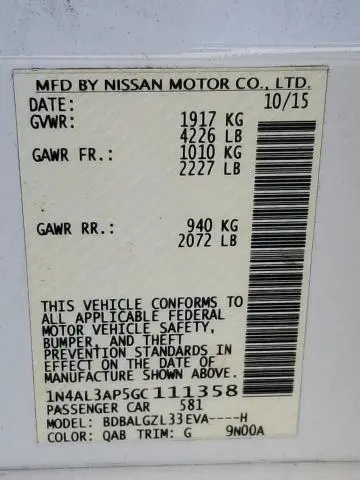 MFD BY NISSAN MOTOR CO., LTD.
DATE: 10/15
GVWR: 1917 KG
4226 LB
GAWR FR.: 1010 KG
2227 LB
GAWR RR.: 940 KG
2072 LB
THIS VEHICLE CONFORMS TO
ALL APPLICABLE FEDERAL
MOTOR VEHICLE SAFETY,
BUMPER, AND THEFT
PREVENTION STANDARDS IN
EFFECT ON THE DATE OF
MANUFACTURE SHOWN ABOVE.
1N4AL3AP5GC111358
PASSENGER CAR 581
MODEL: BDBALGZL33EVA----H
COLOR: QAB TRIM: G 9N00A